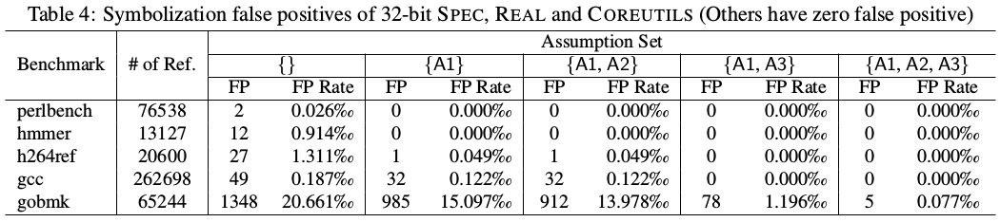 Table 4: Symbolization false positives of 32-bit SPEC, REAL and COREUTILS (Others have zero false positive)
Benchmark # of Ref. Assumption Set
{} {A1} {A1, A2} {A1, A3} {A1, A2, A3}
FP FP Rate FP FP Rate FP FP Rate FP FP Rate FP FP Rate
perlbench 76538 2 0.026‰ 0 0.000‰ 0 0.000‰ 0 0.000‰ 0 0.000‰
hmmer 13127 12 0.914‰ 0 0.000‰ 0 0.000‰ 0 0.000‰ 0 0.000‰
h264ref 20600 27 1.311‰ 1 0.049‰ 1 0.049‰ 0 0.000‰ 0 0.000‰
gcc 262698 49 0.187‰ 32 0.122‰ 32 0.122‰ 0 0.000‰ 0 0.000‰
gobmk 65244 1348 20.661‰ 985 15.097‰ 912 13.978‰ 78 1.196‰ 5 0.077‰